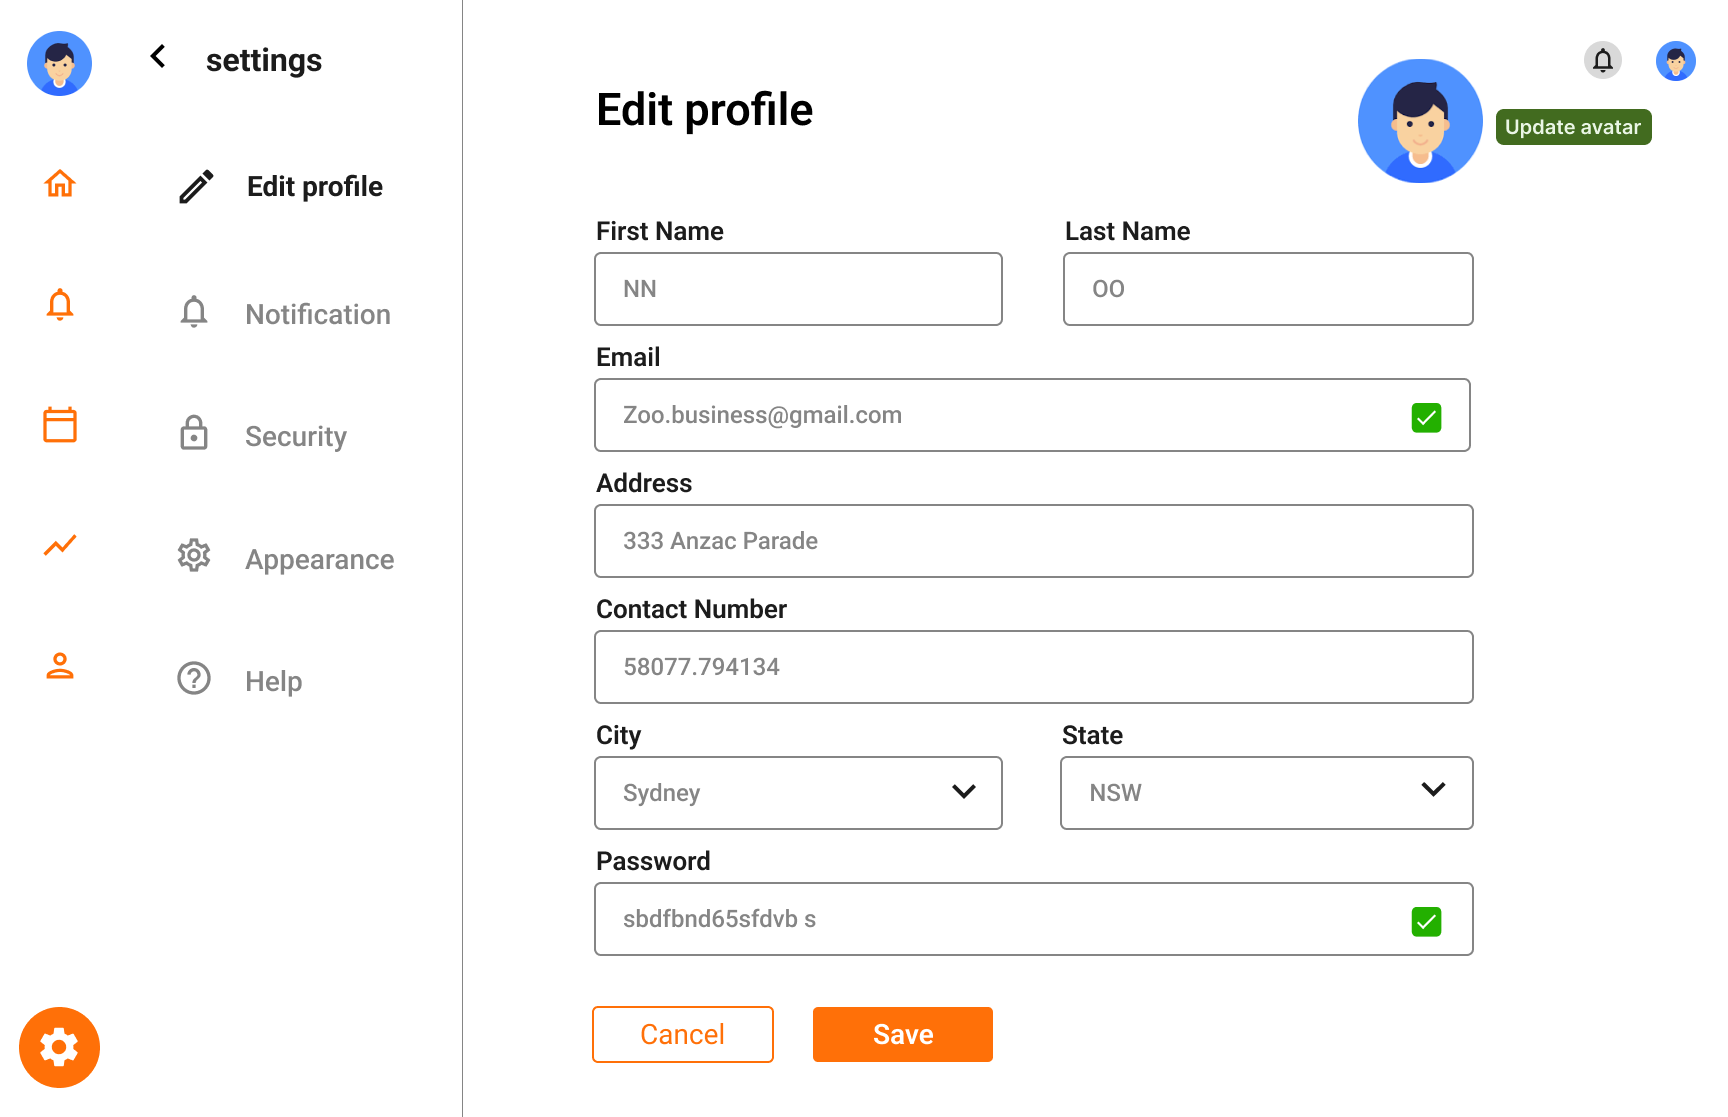 settings
Edit profile
Notification
Security
Appearance
Help
Edit profile
Update avatar
First Name
Last Name
NN
OO
Email
Zoo.business@gmail.com
Address
333 Anzac Parade
Contact Number
58077.794134
City
State
Sydney
NSW
Password
sbdfbnd65sfdvb s
Cancel
Save